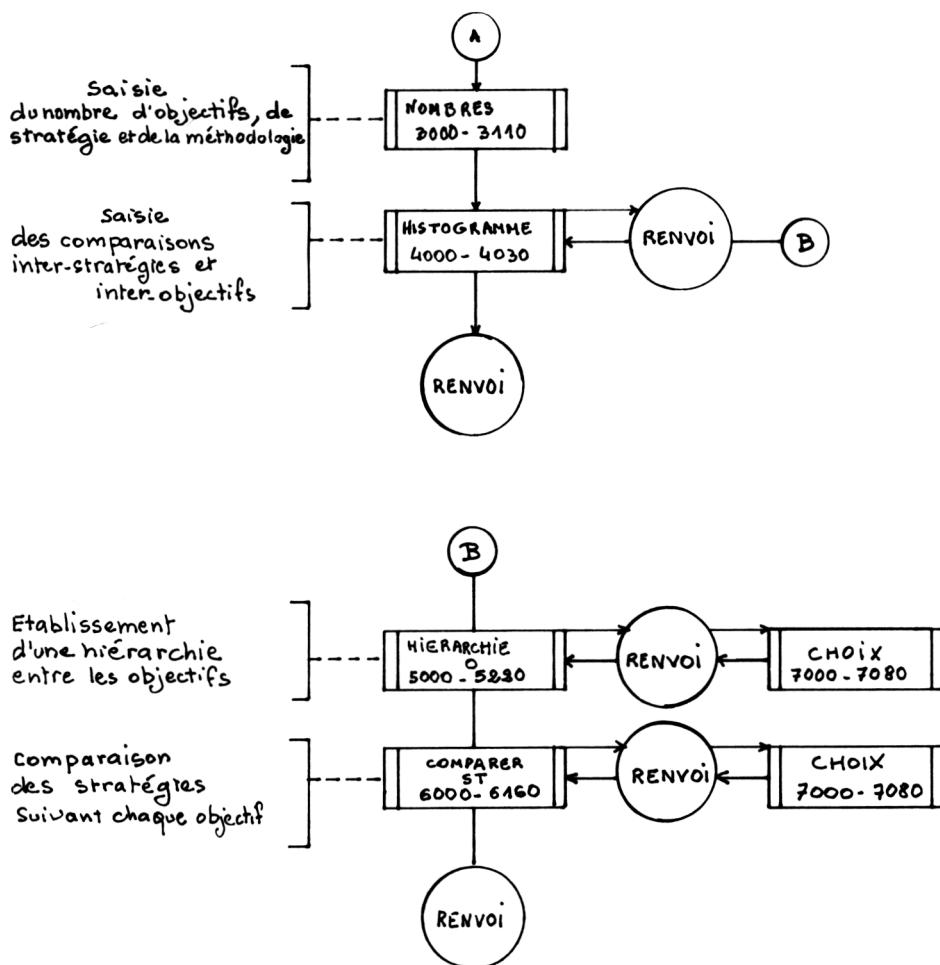 A
Saisie
du nombre d'objectifs, de
stratégie et de la méthodologie
NOMBRES
3000-3110
Saisie
des comparaisons
inter-stratégies et
inter-objectifs
HISTOGRAMME
4000-4030
RENVOI
B
RENVOI
B
Etablissement
d'une hiérarchie
entre les objectifs
HIERARCHIE
O
5000-5220
RENVOI
CHOIX
7000-7080
Comparaison
des stratégies
suivant chaque objectif
COMPARER
ST
6000-6160
RENVOI
CHOIX
7000-7080
RENVOI